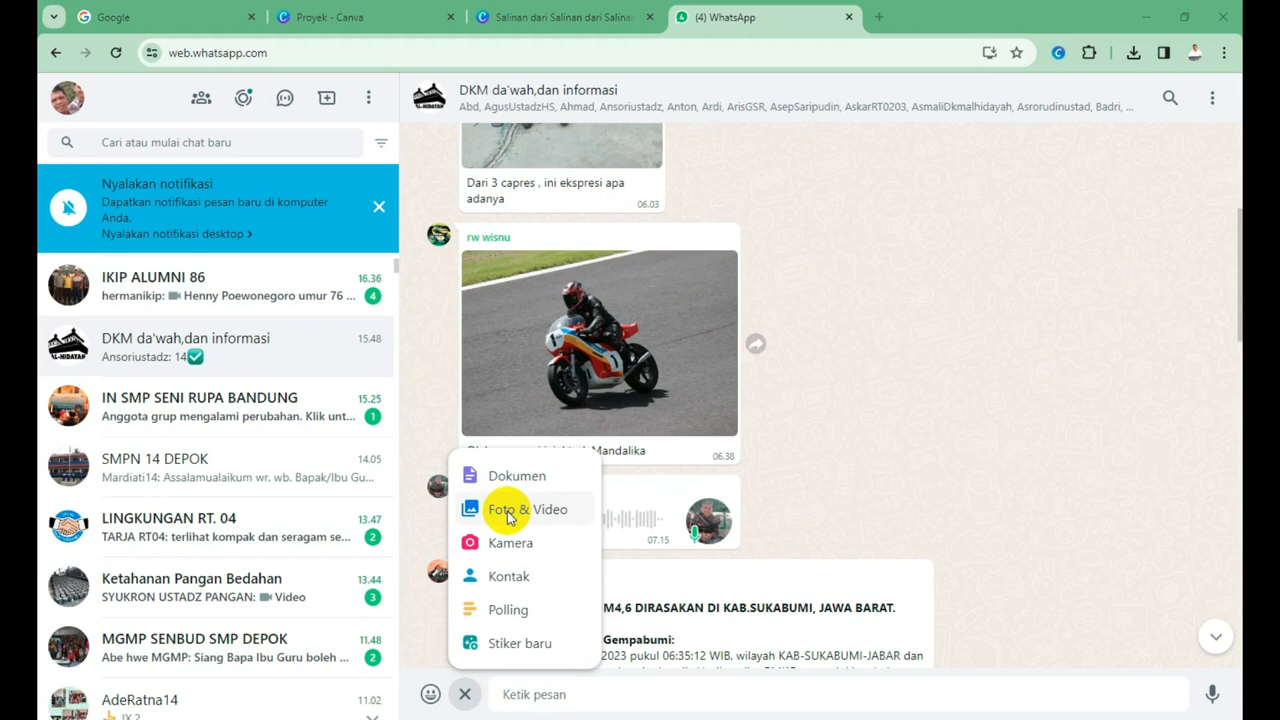 Google
Proyek - Canva
Salinan dari Salinan dari Salinar
(4) WhatsApp
web.whatsapp.com
DKM da'wah,dan informasi
Abd, AgusUstadzHS, Ahmad, Ansoriustadz, Anton, Ardi, ArisGSR, AsepSaripudin, AskarRT0203, AsmaliDkmalhidayah, Asrorudinustad, Badri, ...
Cari atau mulai chat baru
Nyalakan notifikasi
Dapatkan notifikasi pesan baru di komputer
Anda.
Nyalakan notifikasi desktop >
IKIP ALUMNI 86
16.36
hermanikip: Henny Poewonegoro umur 76 ...
4
DKM da'wah,dan informasi
15.48
Ansoriustadz: 14✅
AL-HIDAYAH
IN SMP SENI RUPA BANDUNG
15.25
Anggota grup mengalami perubahan. Klik unt...
1
SMPN 14 DEPOK
14.05
Mardiati14: Assalamualaikum wr. wb. Bapak/Ibu Gu...
LINGKUNGAN RT. 04
13.47
TARJA RT04: terlihat kompak dan seragam se...
2
Ketahanan Pangan Bedahan
13.44
SYUKRON USTADZ PANGAN: Video
3
MGMP SENBUD SMP DEPOK
11.48
Abe hwe MGMP: Siang Bapa Ibu Guru boleh ...
2
AdeRatna14
11.02
👍 IX 2
Dari 3 capres , ini ekspresi apa
adanya
06.03
rw wisnu
1
1
Mandalika
06.38
07.15
M4,6 DIRASAKAN DI KAB.SUKABUMI, JAWA BARAT.
Gempabumi:
2023 pukul 06:35:12 WIB, wilayah KAB-SUKABUMI-JABAR dan
Dokumen
Foto & Video
Kamera
Kontak
Polling
Stiker baru
Ketik pesan